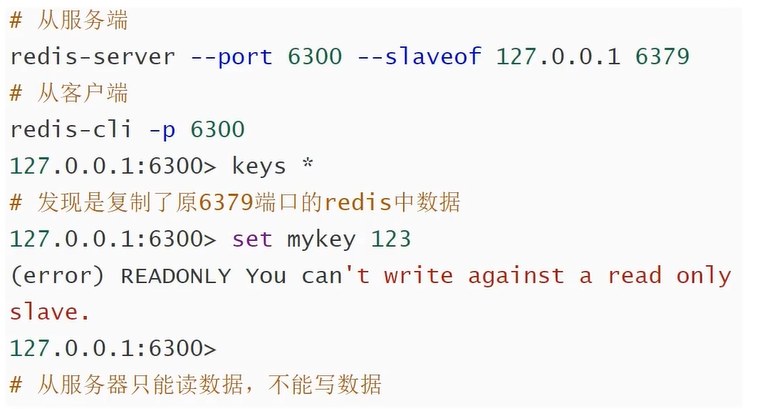 # 从服务端
redis-server --port 6300 --slaveof 127.0.0.1 6379
# 从客户端
redis-cli -p 6300
127.0.0.1:6300> keys *
# 发现是复制了原6379端口的redis中数据
127.0.0.1:6300> set mykey 123
(error) READONLY You can't write against a read only
slave.
127.0.0.1:6300>
# 从服务器只能读数据，不能写数据